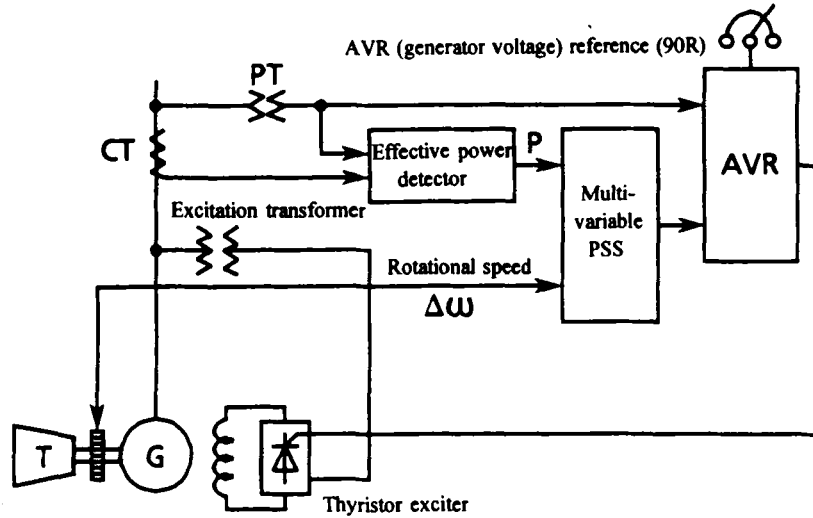 AVR (generator voltage) reference (90R)
PT
CT
Effective power
detector
P
Multi-
variable
PSS
AVR
Excitation transformer
Rotational speed
Δω
T
G
Thyristor exciter